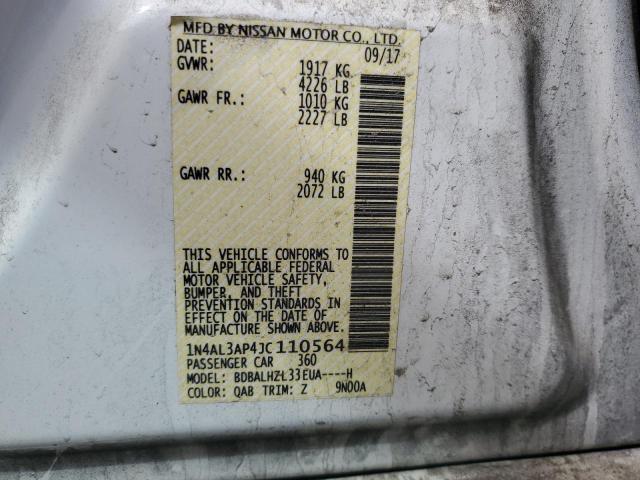 MFD BY NISSAN MOTOR CO., LTD.
DATE: 09/17
GVWR: 1917 KG
4226 LB
GAWR FR.: 1010 KG
2227 LB
GAWR RR.: 940 KG
2072 LB
THIS VEHICLE CONFORMS TO
ALL APPLICABLE FEDERAL
MOTOR VEHICLE SAFETY,
BUMPER, AND THEFT
PREVENTION STANDARDS IN
EFFECT ON THE DATE OF
MANUFACTURE SHOWN ABOVE.
1N4AL3AP4JC110564
PASSENGER CAR 360
MODEL: BDBALHZ-L33EUA----H
COLOR: QAB TRIM: Z 9N00A